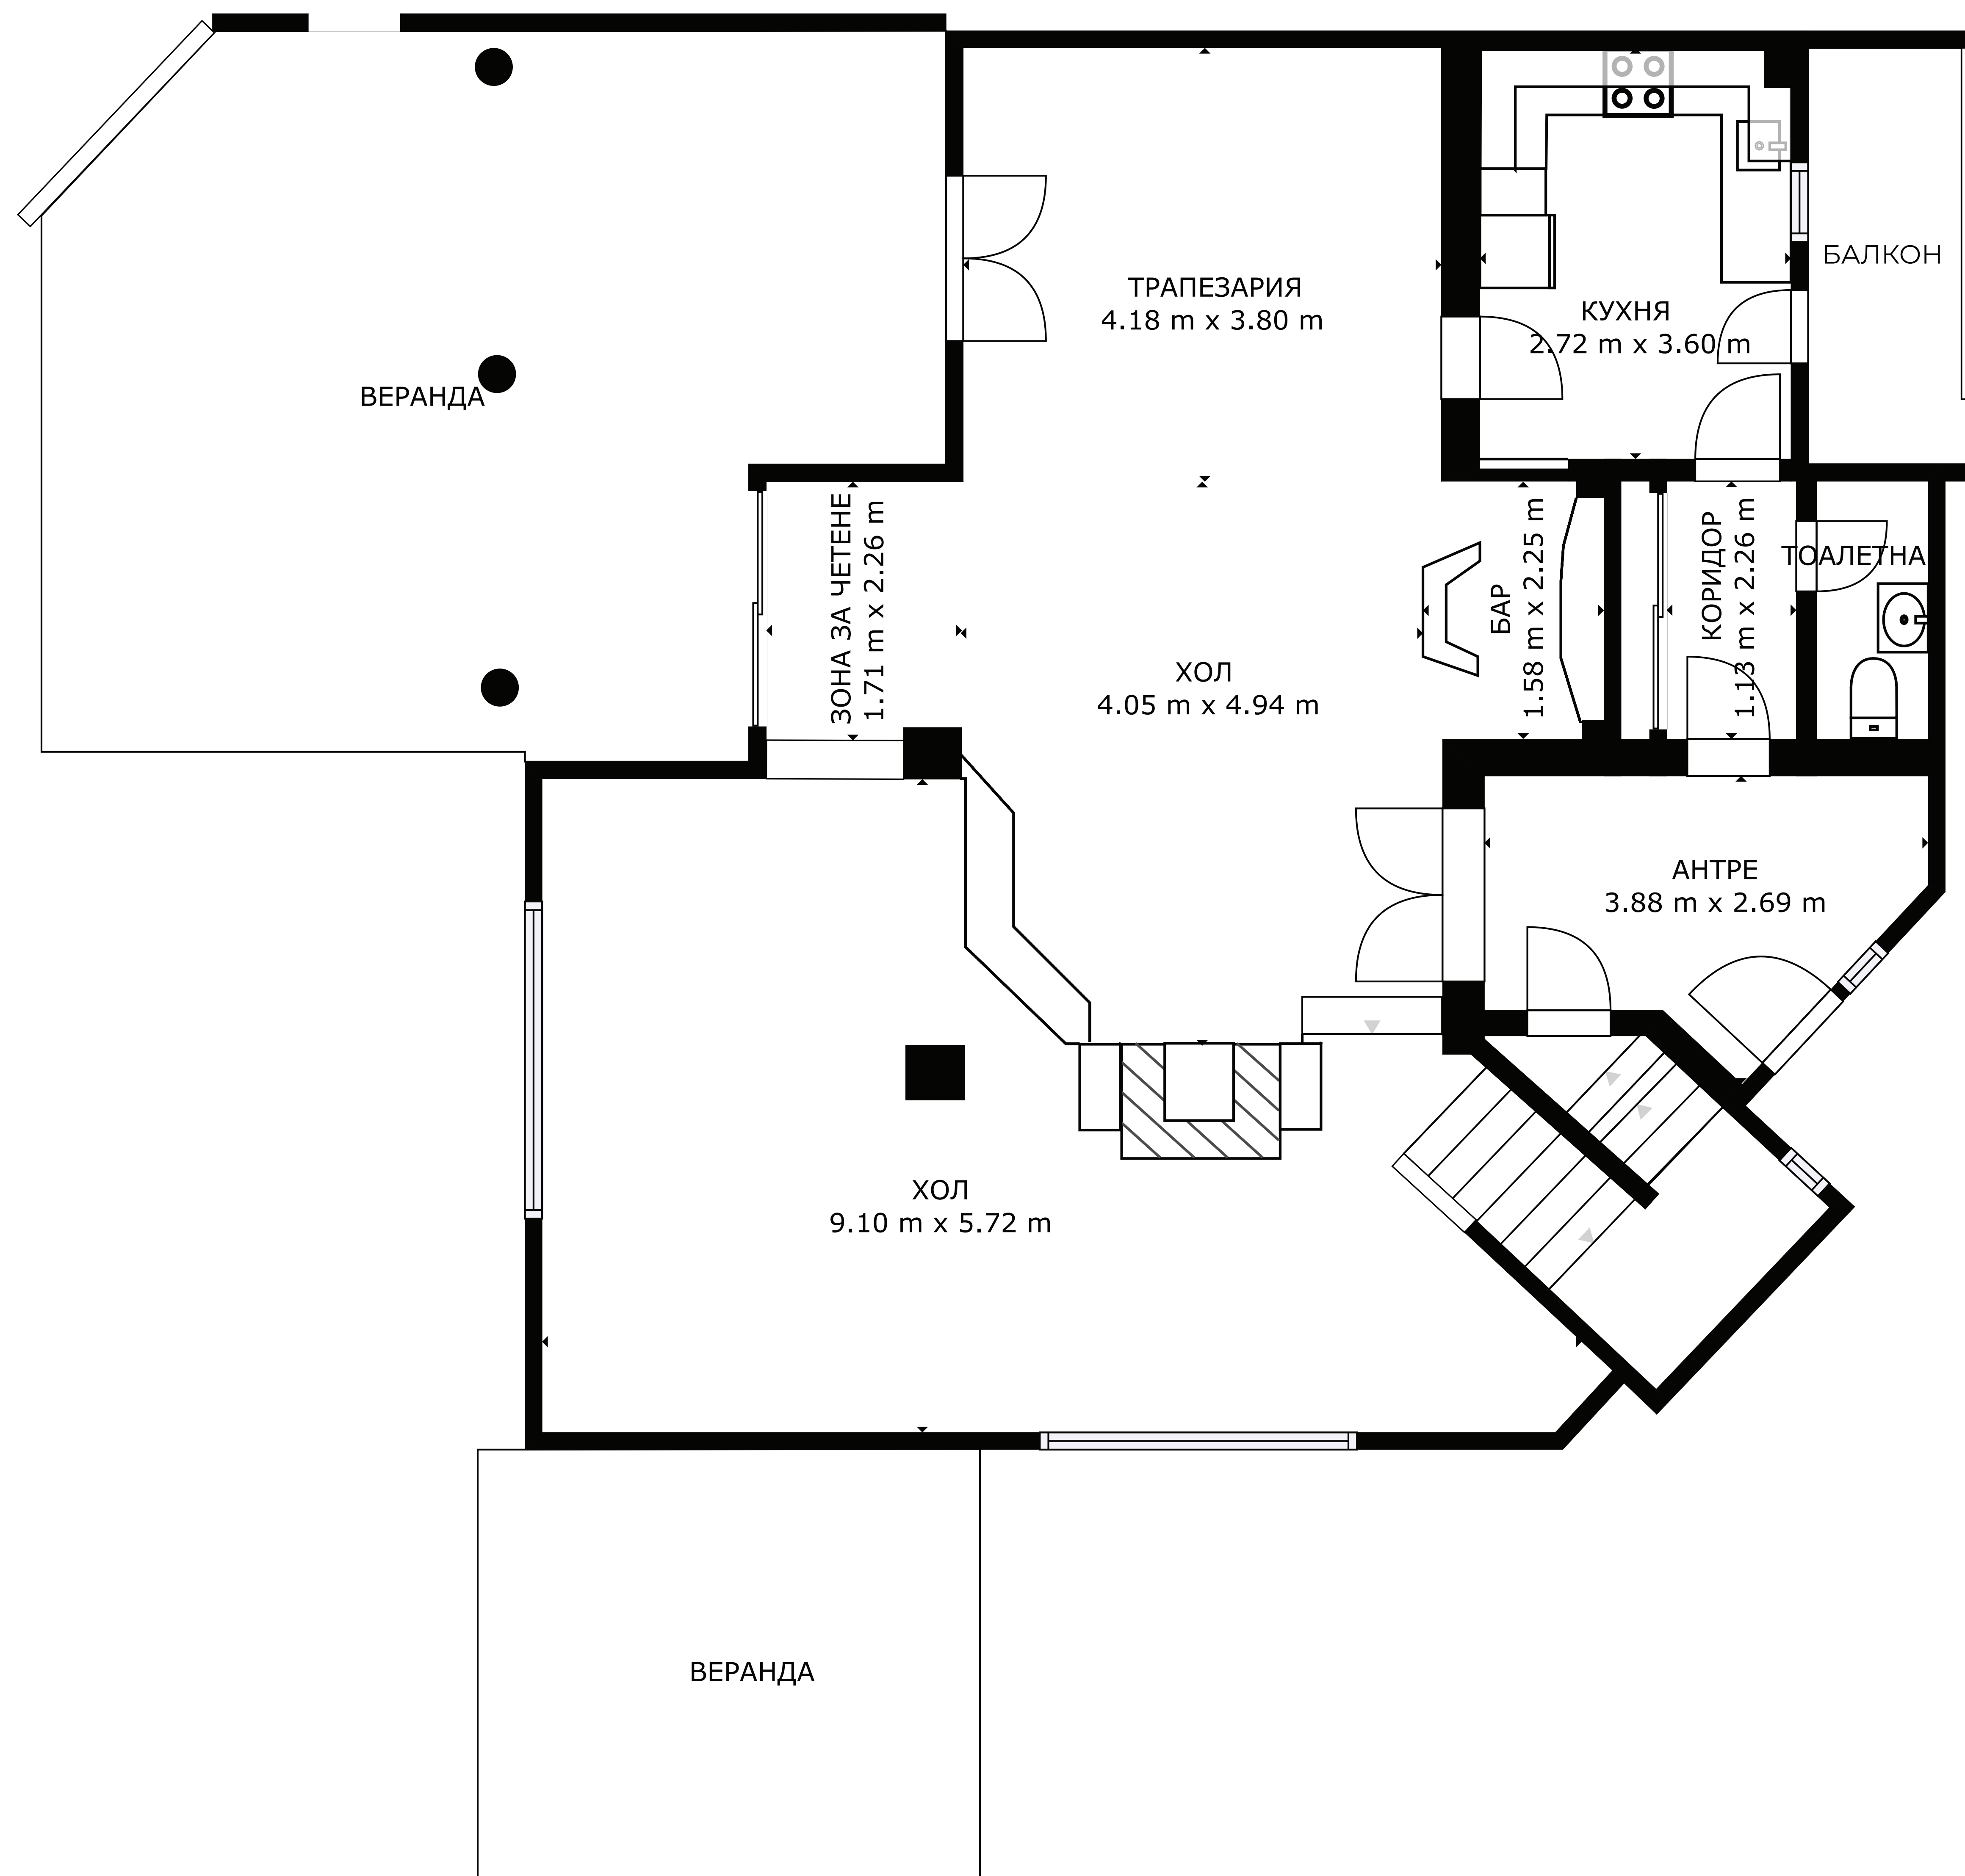 БАЛКОН
ТРАПЕЗАРИЯ
4.18 m x 3.80 m
КУХНЯ
2.72 m x 3.60 m
ВЕРАНДА
ЗОНА ЗА ЧЕТЕНЕ
1.71 m x 2.26 m
БАР
1.58 m x 2.25 m
КОРИДОР
1.13 m x 2.26 m
ТОАЛЕТНА
ХОЛ
4.05 m x 4.94 m
АНТРЕ
3.88 m x 2.69 m
ХОЛ
9.10 m x 5.72 m
ВЕРАНДА